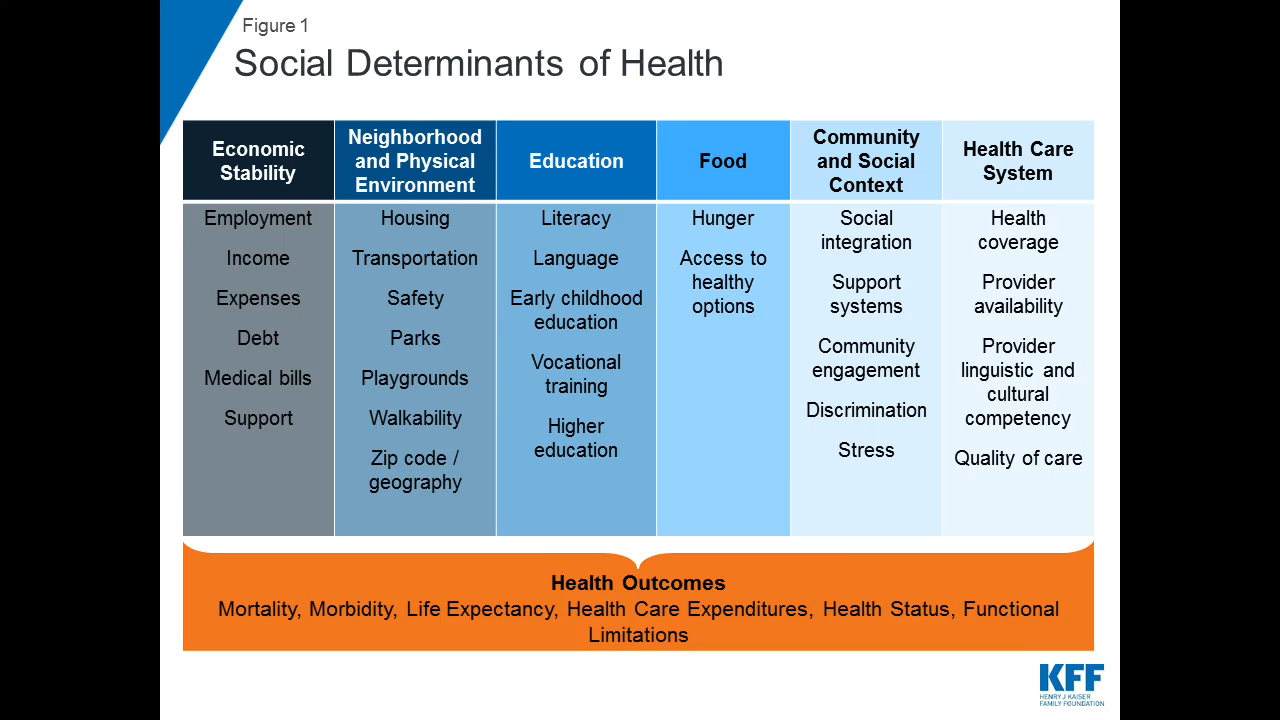 Figure 1
Social Determinants of Health
Economic
Stability
Neighborhood
and Physical
Environment
Education
Food
Community
and Social
Context
Health Care
System
Employment
Income
Expenses
Debt
Medical bills
Support
Housing
Transportation
Safety
Parks
Playgrounds
Walkability
Zip code /
geography
Literacy
Language
Early childhood
education
Vocational
training
Higher
education
Hunger
Access to
healthy
options
Social
integration
Support
systems
Community
engagement
Discrimination
Stress
Health
coverage
Provider
availability
Provider
linguistic and
cultural
competency
Quality of care
Health Outcomes
Mortality, Morbidity, Life Expectancy, Health Care Expenditures, Health Status, Functional
Limitations
KFF
HENRY J KAISER
FAMILY FOUNDATION